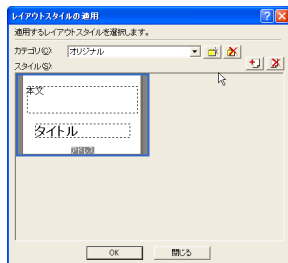 レイアウトスタイルの適用
適用するレイアウトスタイルを選択します。
カテゴリ(C): オリジナル
スタイル(S):
本文
タイトル
OK 閉じる